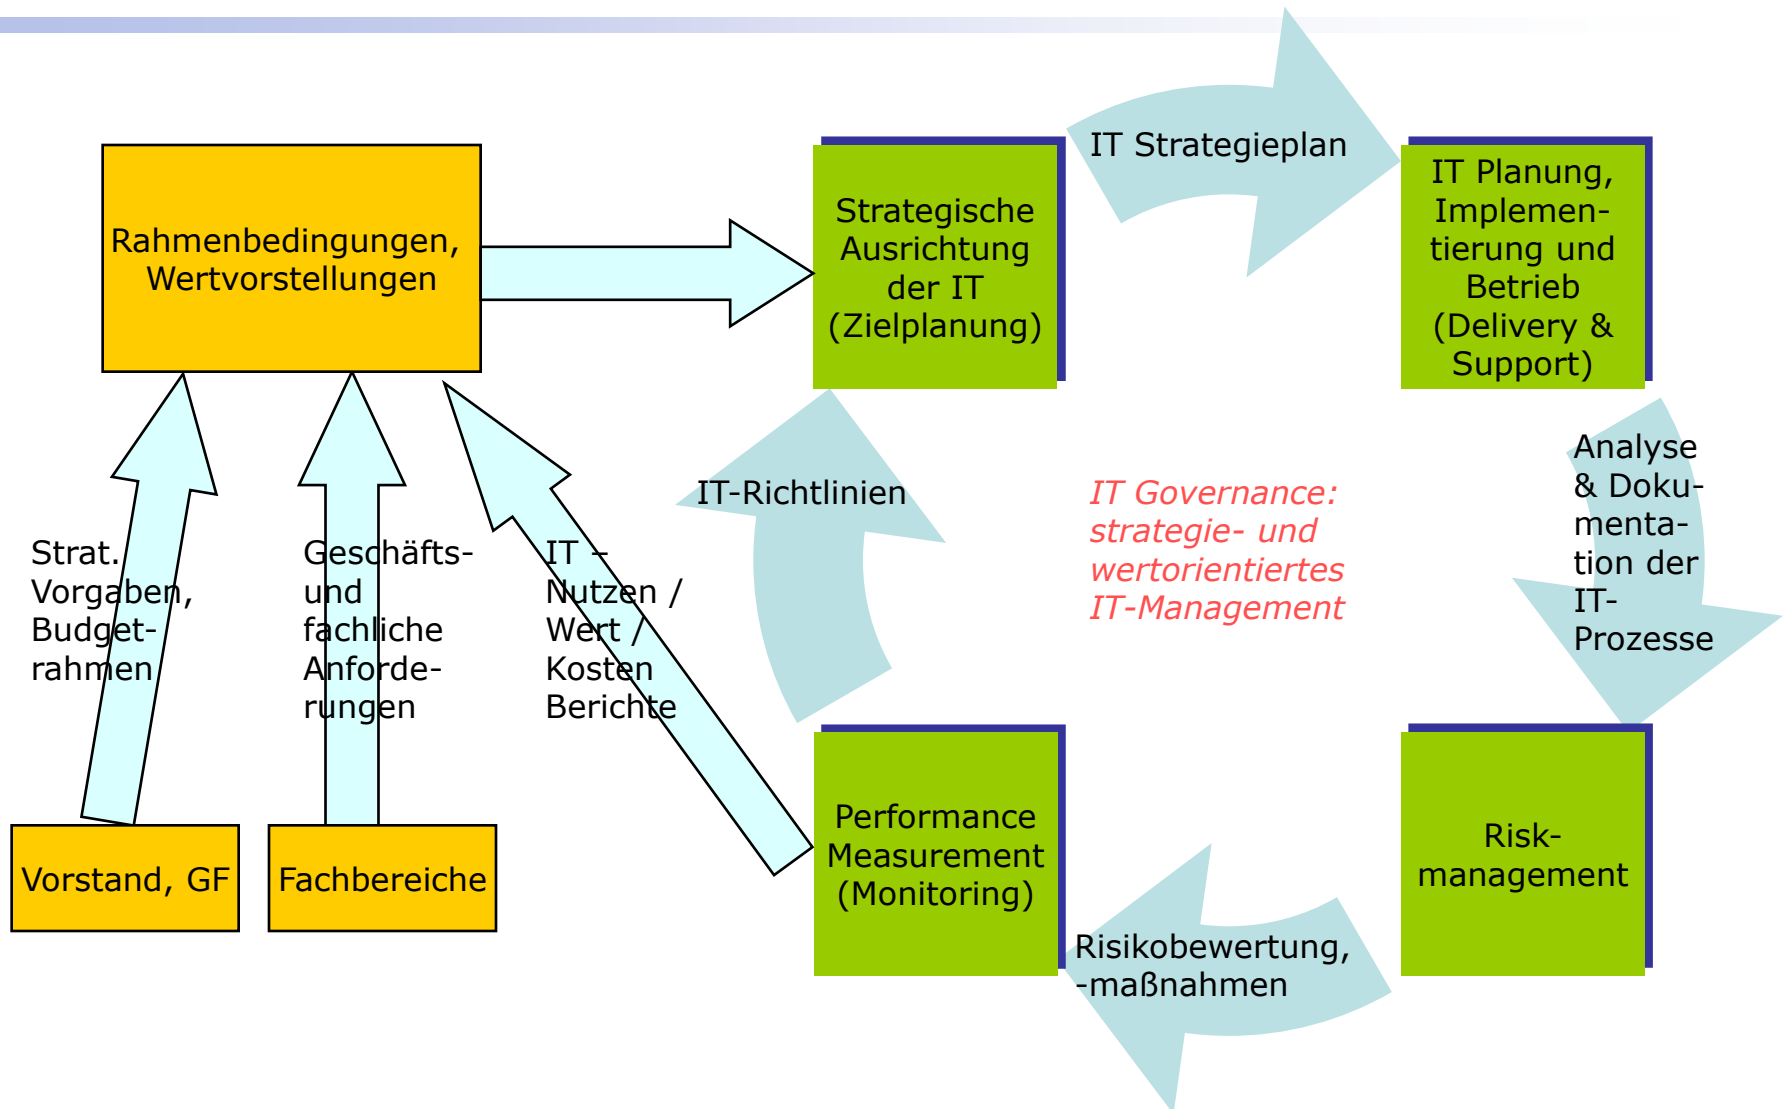 IT Strategieplan
Rahmenbedingungen,
Wertvorstellungen
Strategische
Ausrichtung
der IT
(Zielplanung)
IT Planung,
Implemen-
tierung und
Betrieb
(Delivery &
Support)
Analyse
& Doku-
menta-
tion der
IT-
Prozesse
IT-Richtlinien
IT Governance:
strategie- und
wertorientiertes
IT-Management
Strat.
Vorgaben,
Budget-
rahmen
Geschäfts-
und
fachliche
Anforde-
rungen
IT –
Nutzen /
Wert /
Kosten
Berichte
Vorstand, GF
Fachbereiche
Performance
Measurement
(Monitoring)
Risikobewertung,
-maßnahmen
Risk-
management